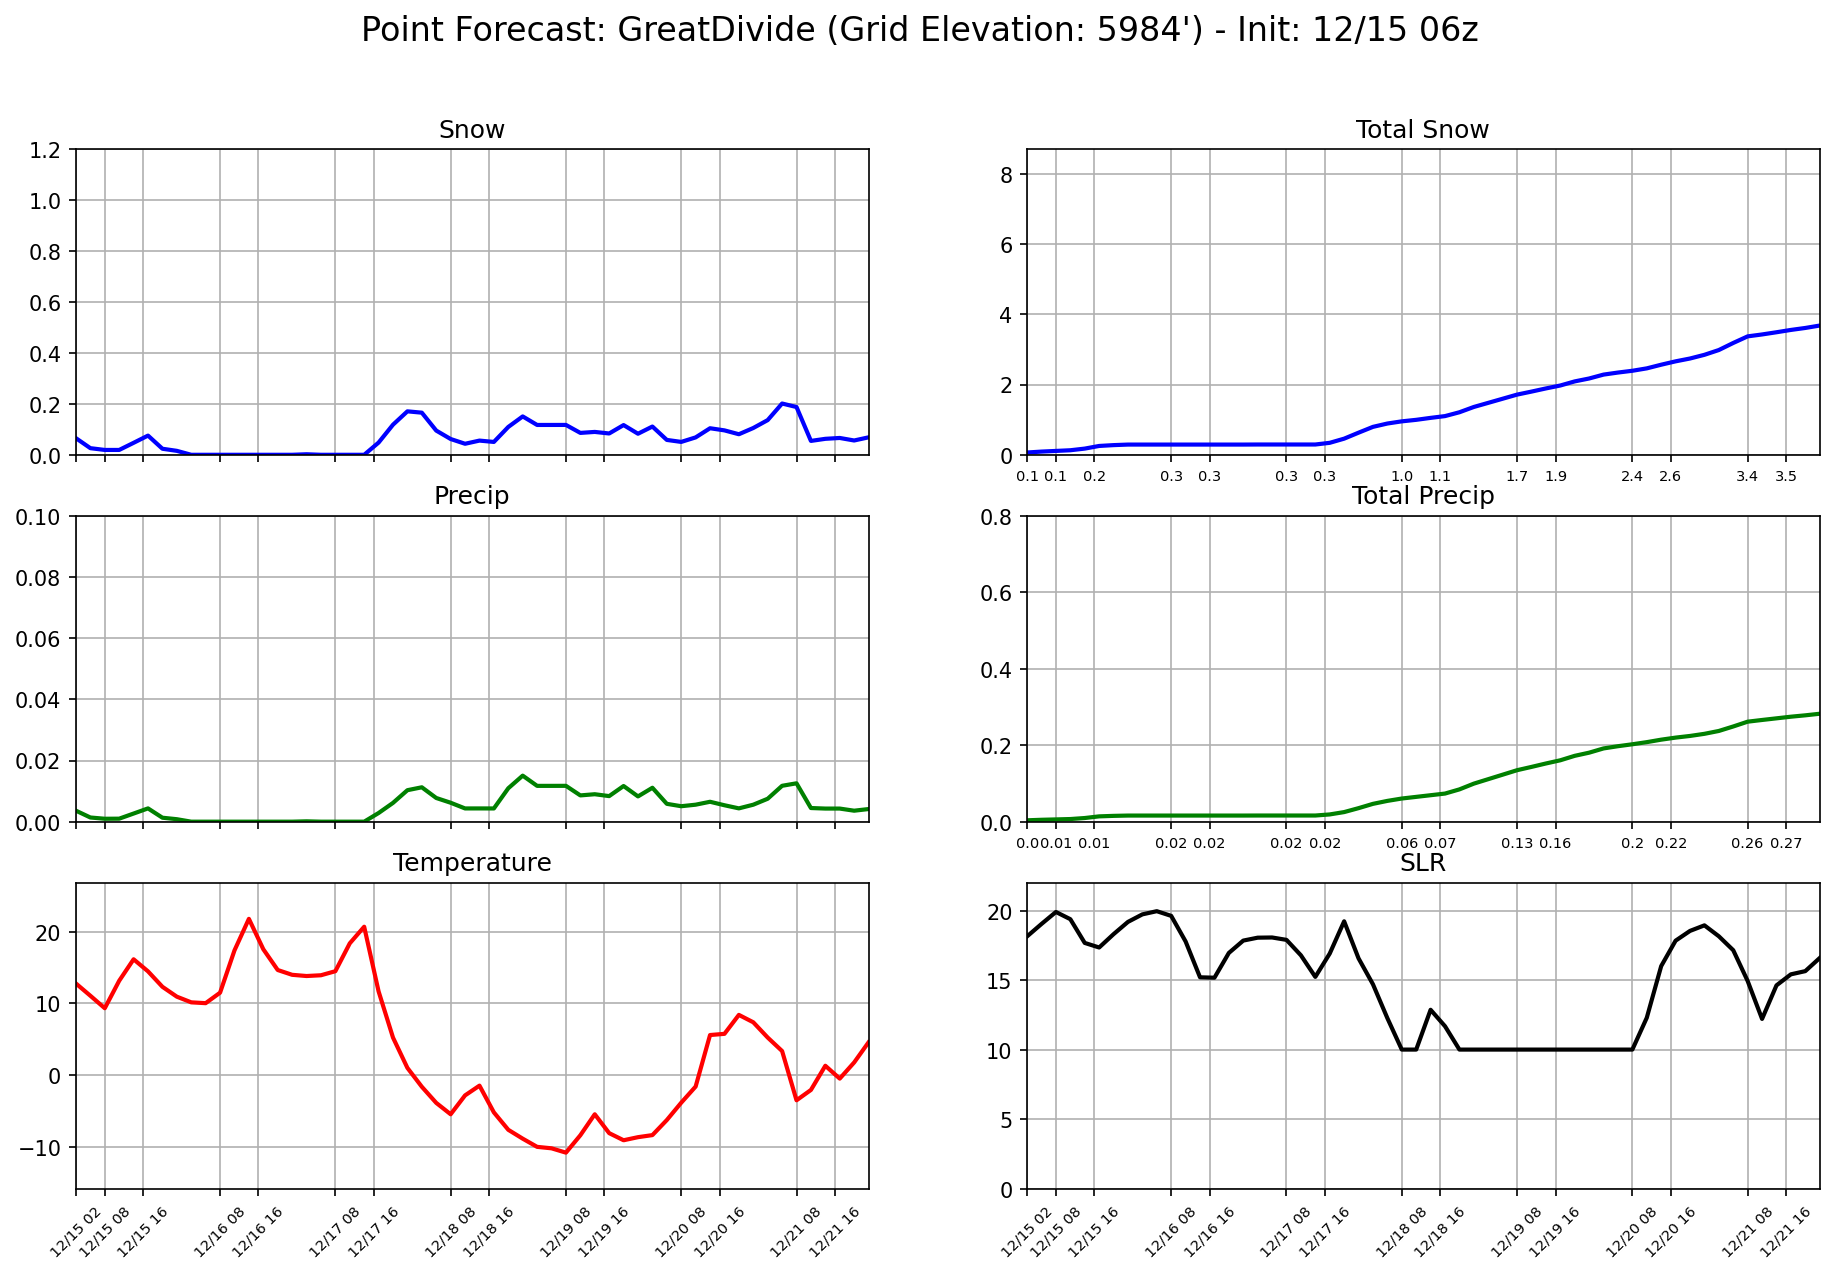 Point Forecast: GreatDivide (Grid Elevation: 5984') - Init: 12/15 06z
Snow
1.2
1.0
0.8
0.6
0.4
0.2
0.0
Total Snow
8
6
4
2
0
0.1 0.1 0.2 0.3 0.3 0.3 0.3 1.0 1.1 1.7 1.9 2.4 2.6 3.4 3.5
Precip
0.10
0.08
0.06
0.04
0.02
0.00
Total Precip
0.8
0.6
0.4
0.2
0.0
0.0 0.01 0.01 0.02 0.02 0.02 0.02 0.06 0.07 0.13 0.16 0.2 0.22 0.26 0.27
Temperature
20
10
0
−10
12/15 02 12/15 08 12/15 16 12/16 08 12/16 16 12/17 08 12/17 16 12/18 08 12/18 16 12/19 08 12/19 16 12/20 08 12/20 16 12/21 08 12/21 16
SLR
20
15
10
5
0
12/15 02 12/15 08 12/15 16 12/16 08 12/16 16 12/17 08 12/17 16 12/18 08 12/18 16 12/19 08 12/19 16 12/20 08 12/20 16 12/21 08 12/21 16